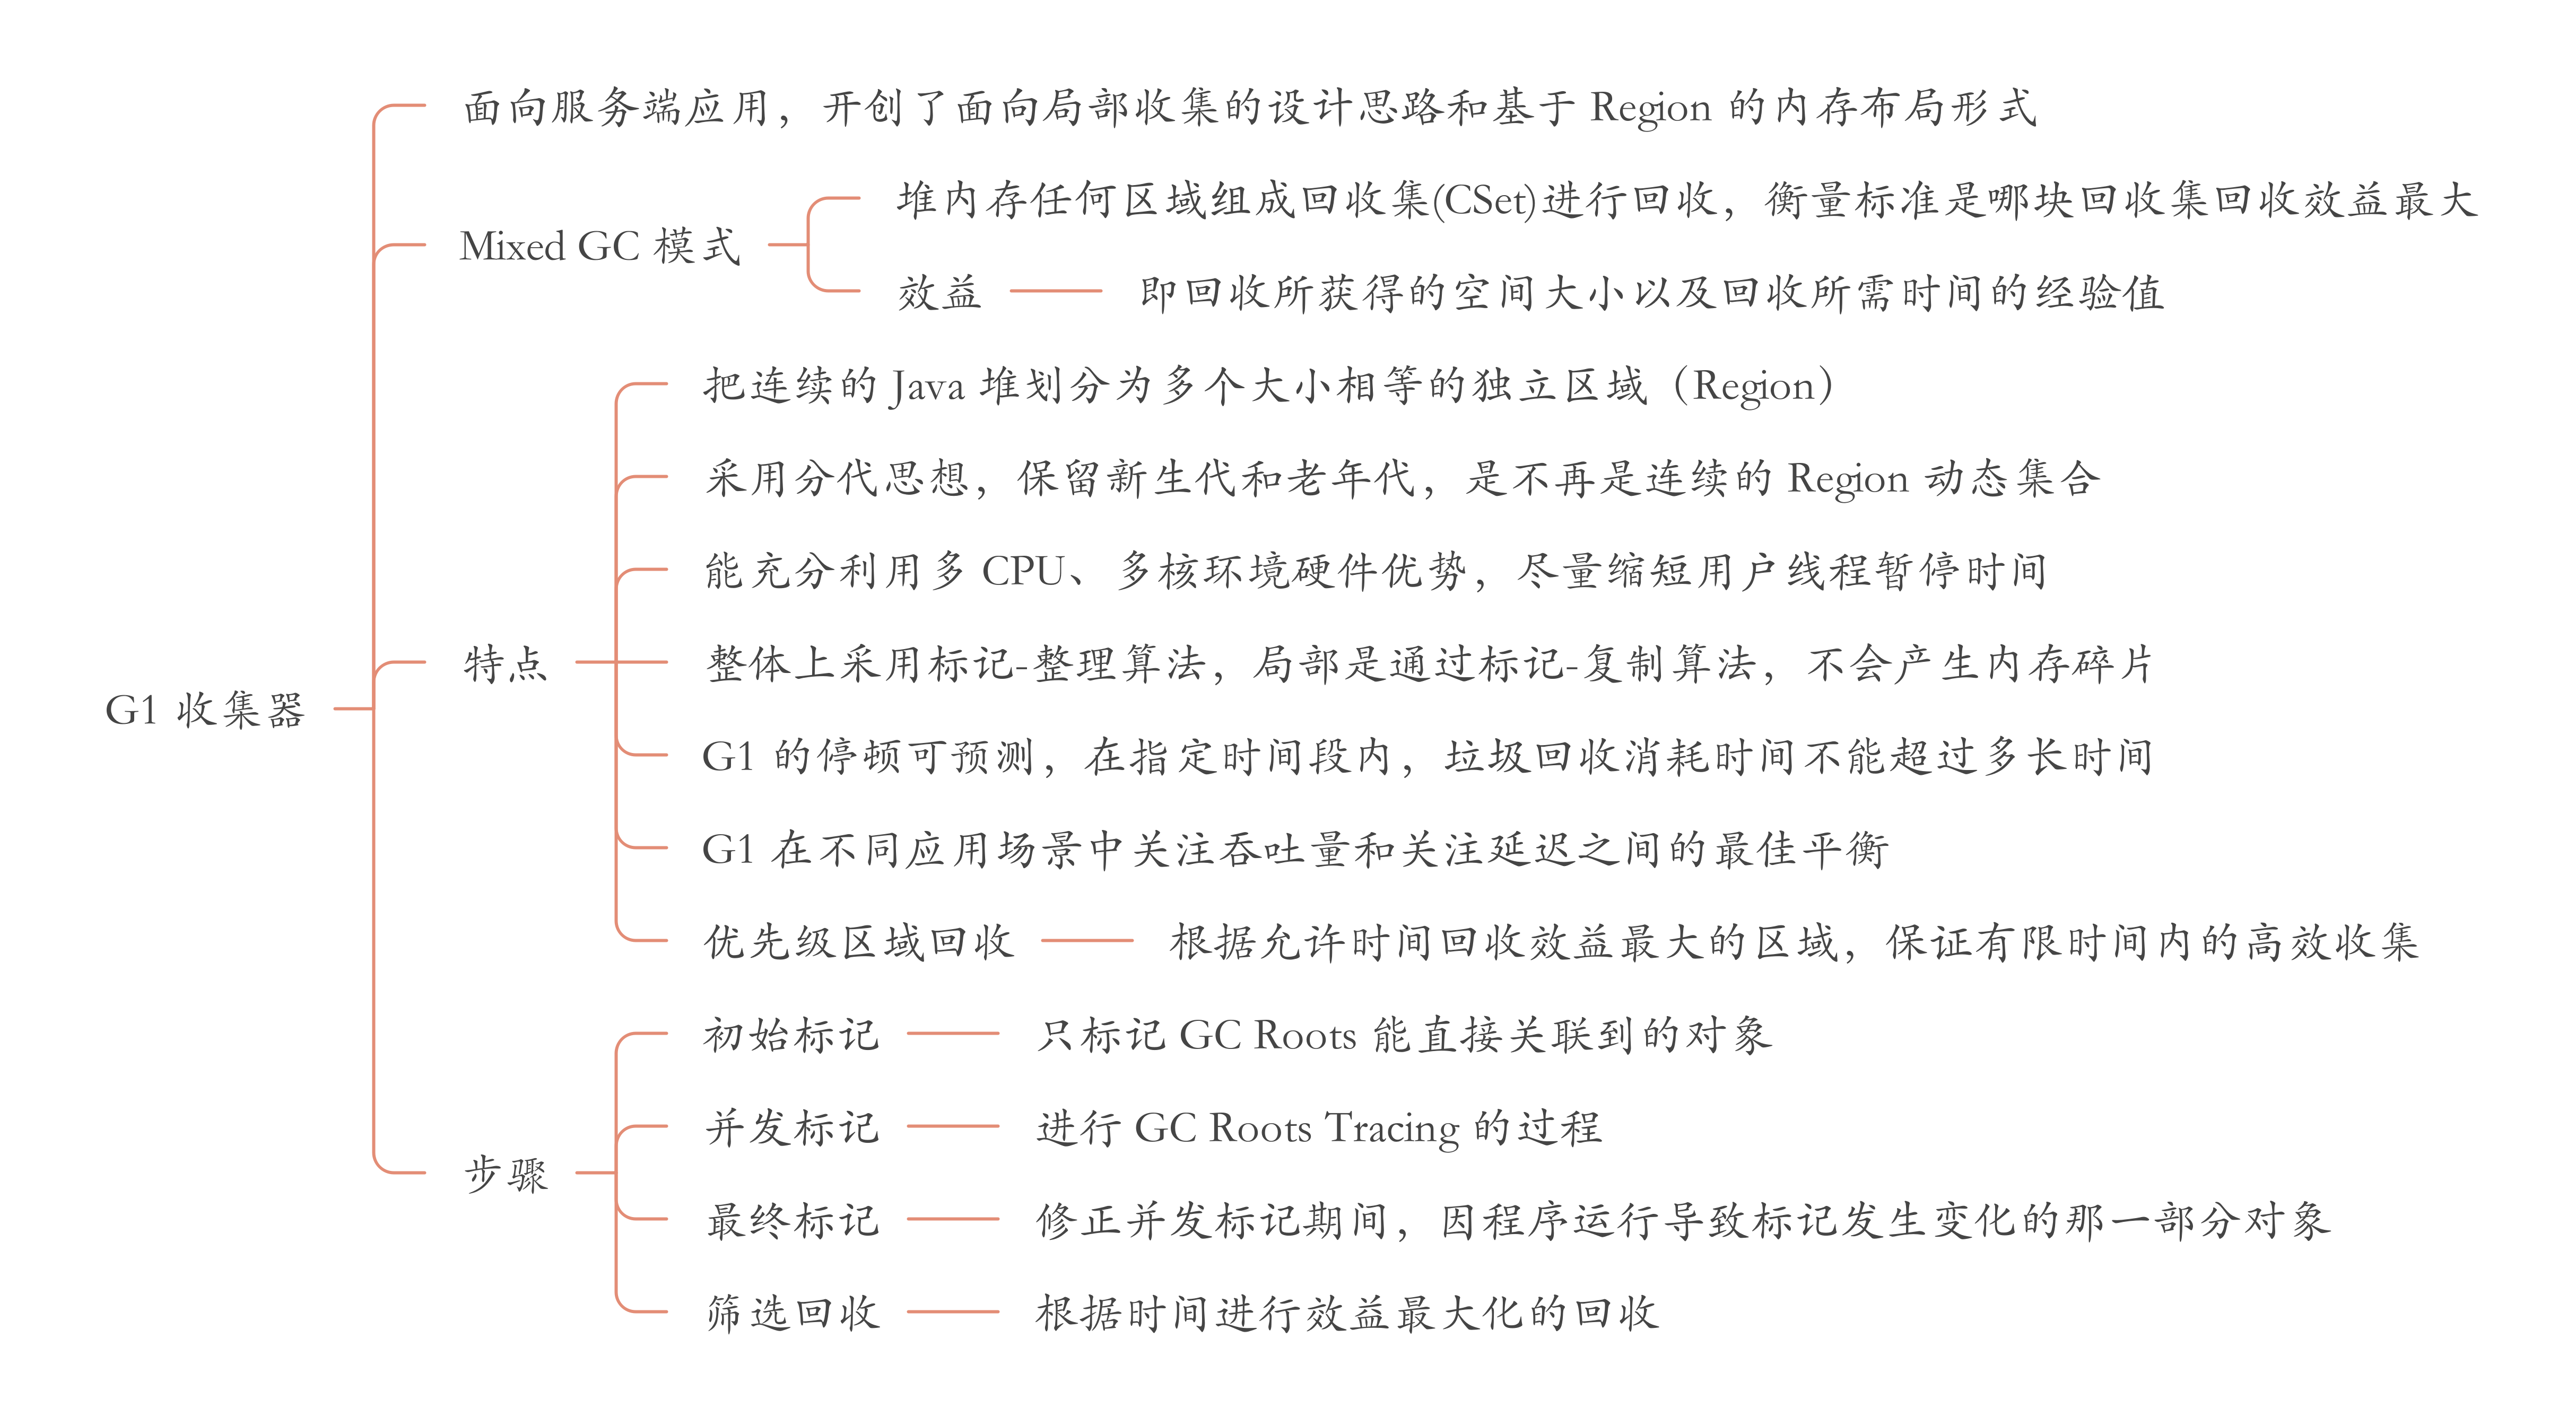 面向服务端应用，开创了面向局部收集的设计思路和基于 Region 的内存布局形式
堆内存任何区域组成回收集(CSet)进行回收，衡量标准是哪块回收集回收效益最大
Mixed GC 模式
效益
即回收所获得的空间大小以及回收所需时间的经验值
把连续的 Java 堆划分为多个大小相等的独立区域（Region）
采用分代思想，保留新生代和老年代，是不再是连续的 Region 动态集合
能充分利用多 CPU、多核环境硬件优势，尽量缩短用户线程暂停时间
特点
整体上采用标记-整理算法，局部是通过标记-复制算法，不会产生内存碎片
G1 收集器
G1 的停顿可预测，在指定时间段内，垃圾回收消耗时间不能超过多长时间
G1 在不同应用场景中关注吞吐量和关注延迟之间的最佳平衡
优先级区域回收
根据允许时间回收效益最大的区域，保证有限时间内的高效收集
初始标记
只标记 GC Roots 能直接关联到的对象
并发标记
进行 GC Roots Tracing 的过程
步骤
最终标记
修正并发标记期间，因程序运行导致标记发生变化的那一部分对象
筛选回收
根据时间进行效益最大化的回收